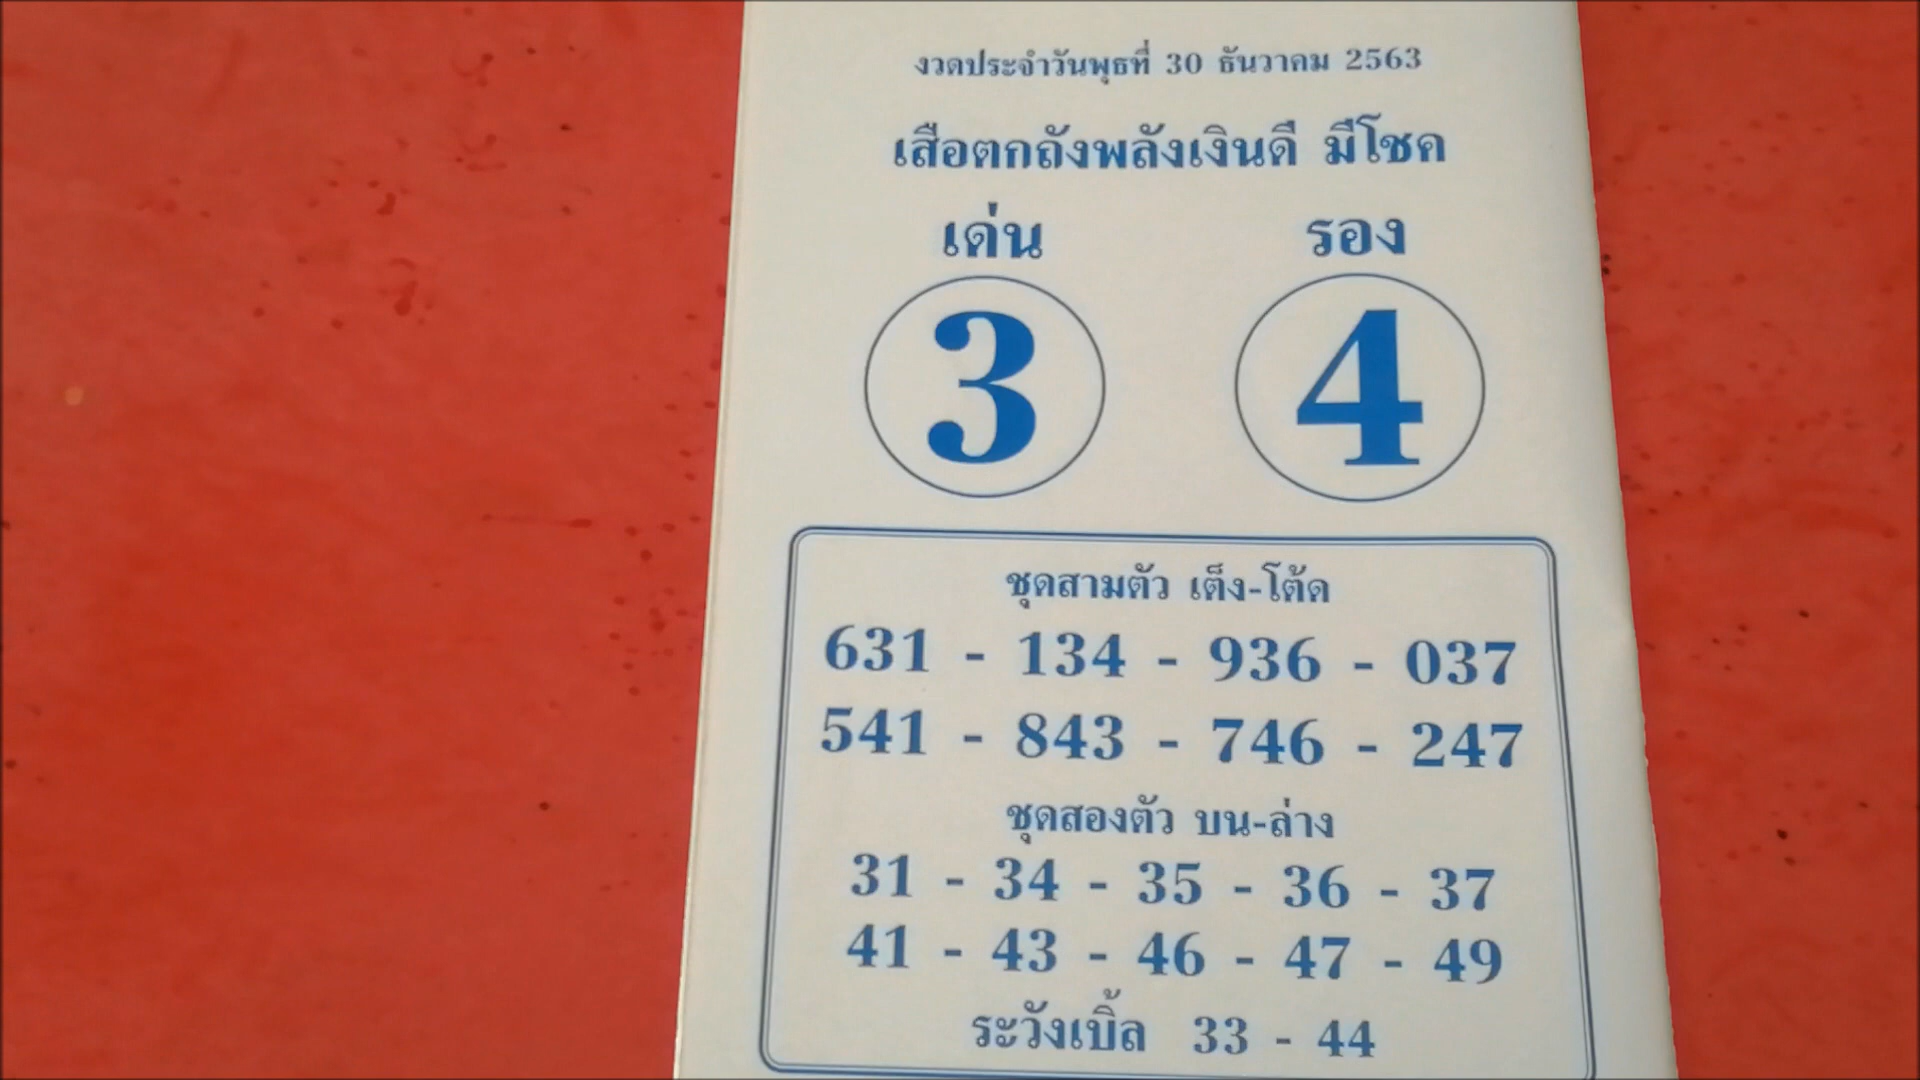 งวดประจำวันพุธที่ 30 ธันวาคม 2563
เสือตกถังพลังเงินดี มีโชค
เด่น รอง
3 4
ชุดสามตัว เต็ง-โต้ด
631 - 134 - 936 - 037
541 - 843 - 746 - 247
ชุดสองตัว บน-ล่าง
31 - 34 - 35 - 36 - 37
41 - 43 - 46 - 47 - 49
ระวังเบิ้ล 33 - 44